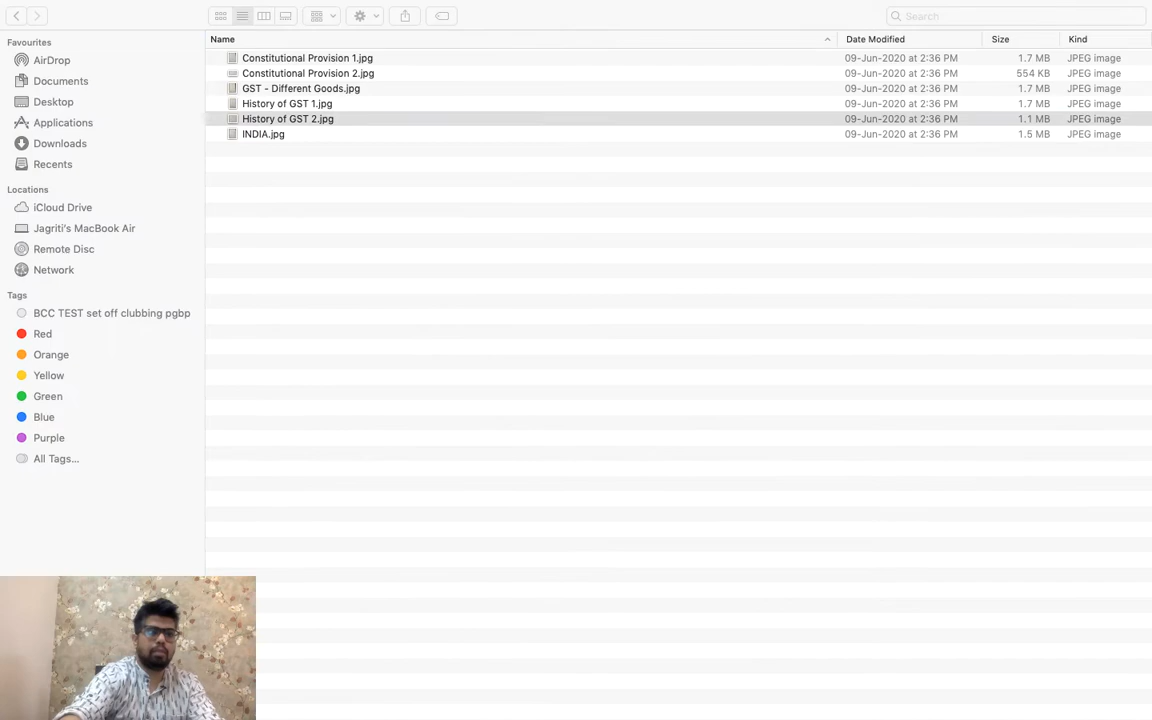 Search
Favourites
AirDrop
Documents
Desktop
Applications
Downloads
Recents
Locations
iCloud Drive
Jagriti's MacBook Air
Remote Disc
Network
Tags
BCC TEST set off clubbing pgbp
Red
Orange
Yellow
Green
Blue
Purple
All Tags...
Name Date Modified Size Kind
Constitutional Provision 1.jpg 09-Jun-2020 at 2:36 PM 1.7 MB JPEG image
Constitutional Provision 2.jpg 09-Jun-2020 at 2:36 PM 554 KB JPEG image
GST - Different Goods.jpg 09-Jun-2020 at 2:36 PM 1.7 MB JPEG image
History of GST 1.jpg 09-Jun-2020 at 2:36 PM 1.7 MB JPEG image
History of GST 2.jpg 09-Jun-2020 at 2:36 PM 1.1 MB JPEG image
INDIA.jpg 09-Jun-2020 at 2:36 PM 1.5 MB JPEG image